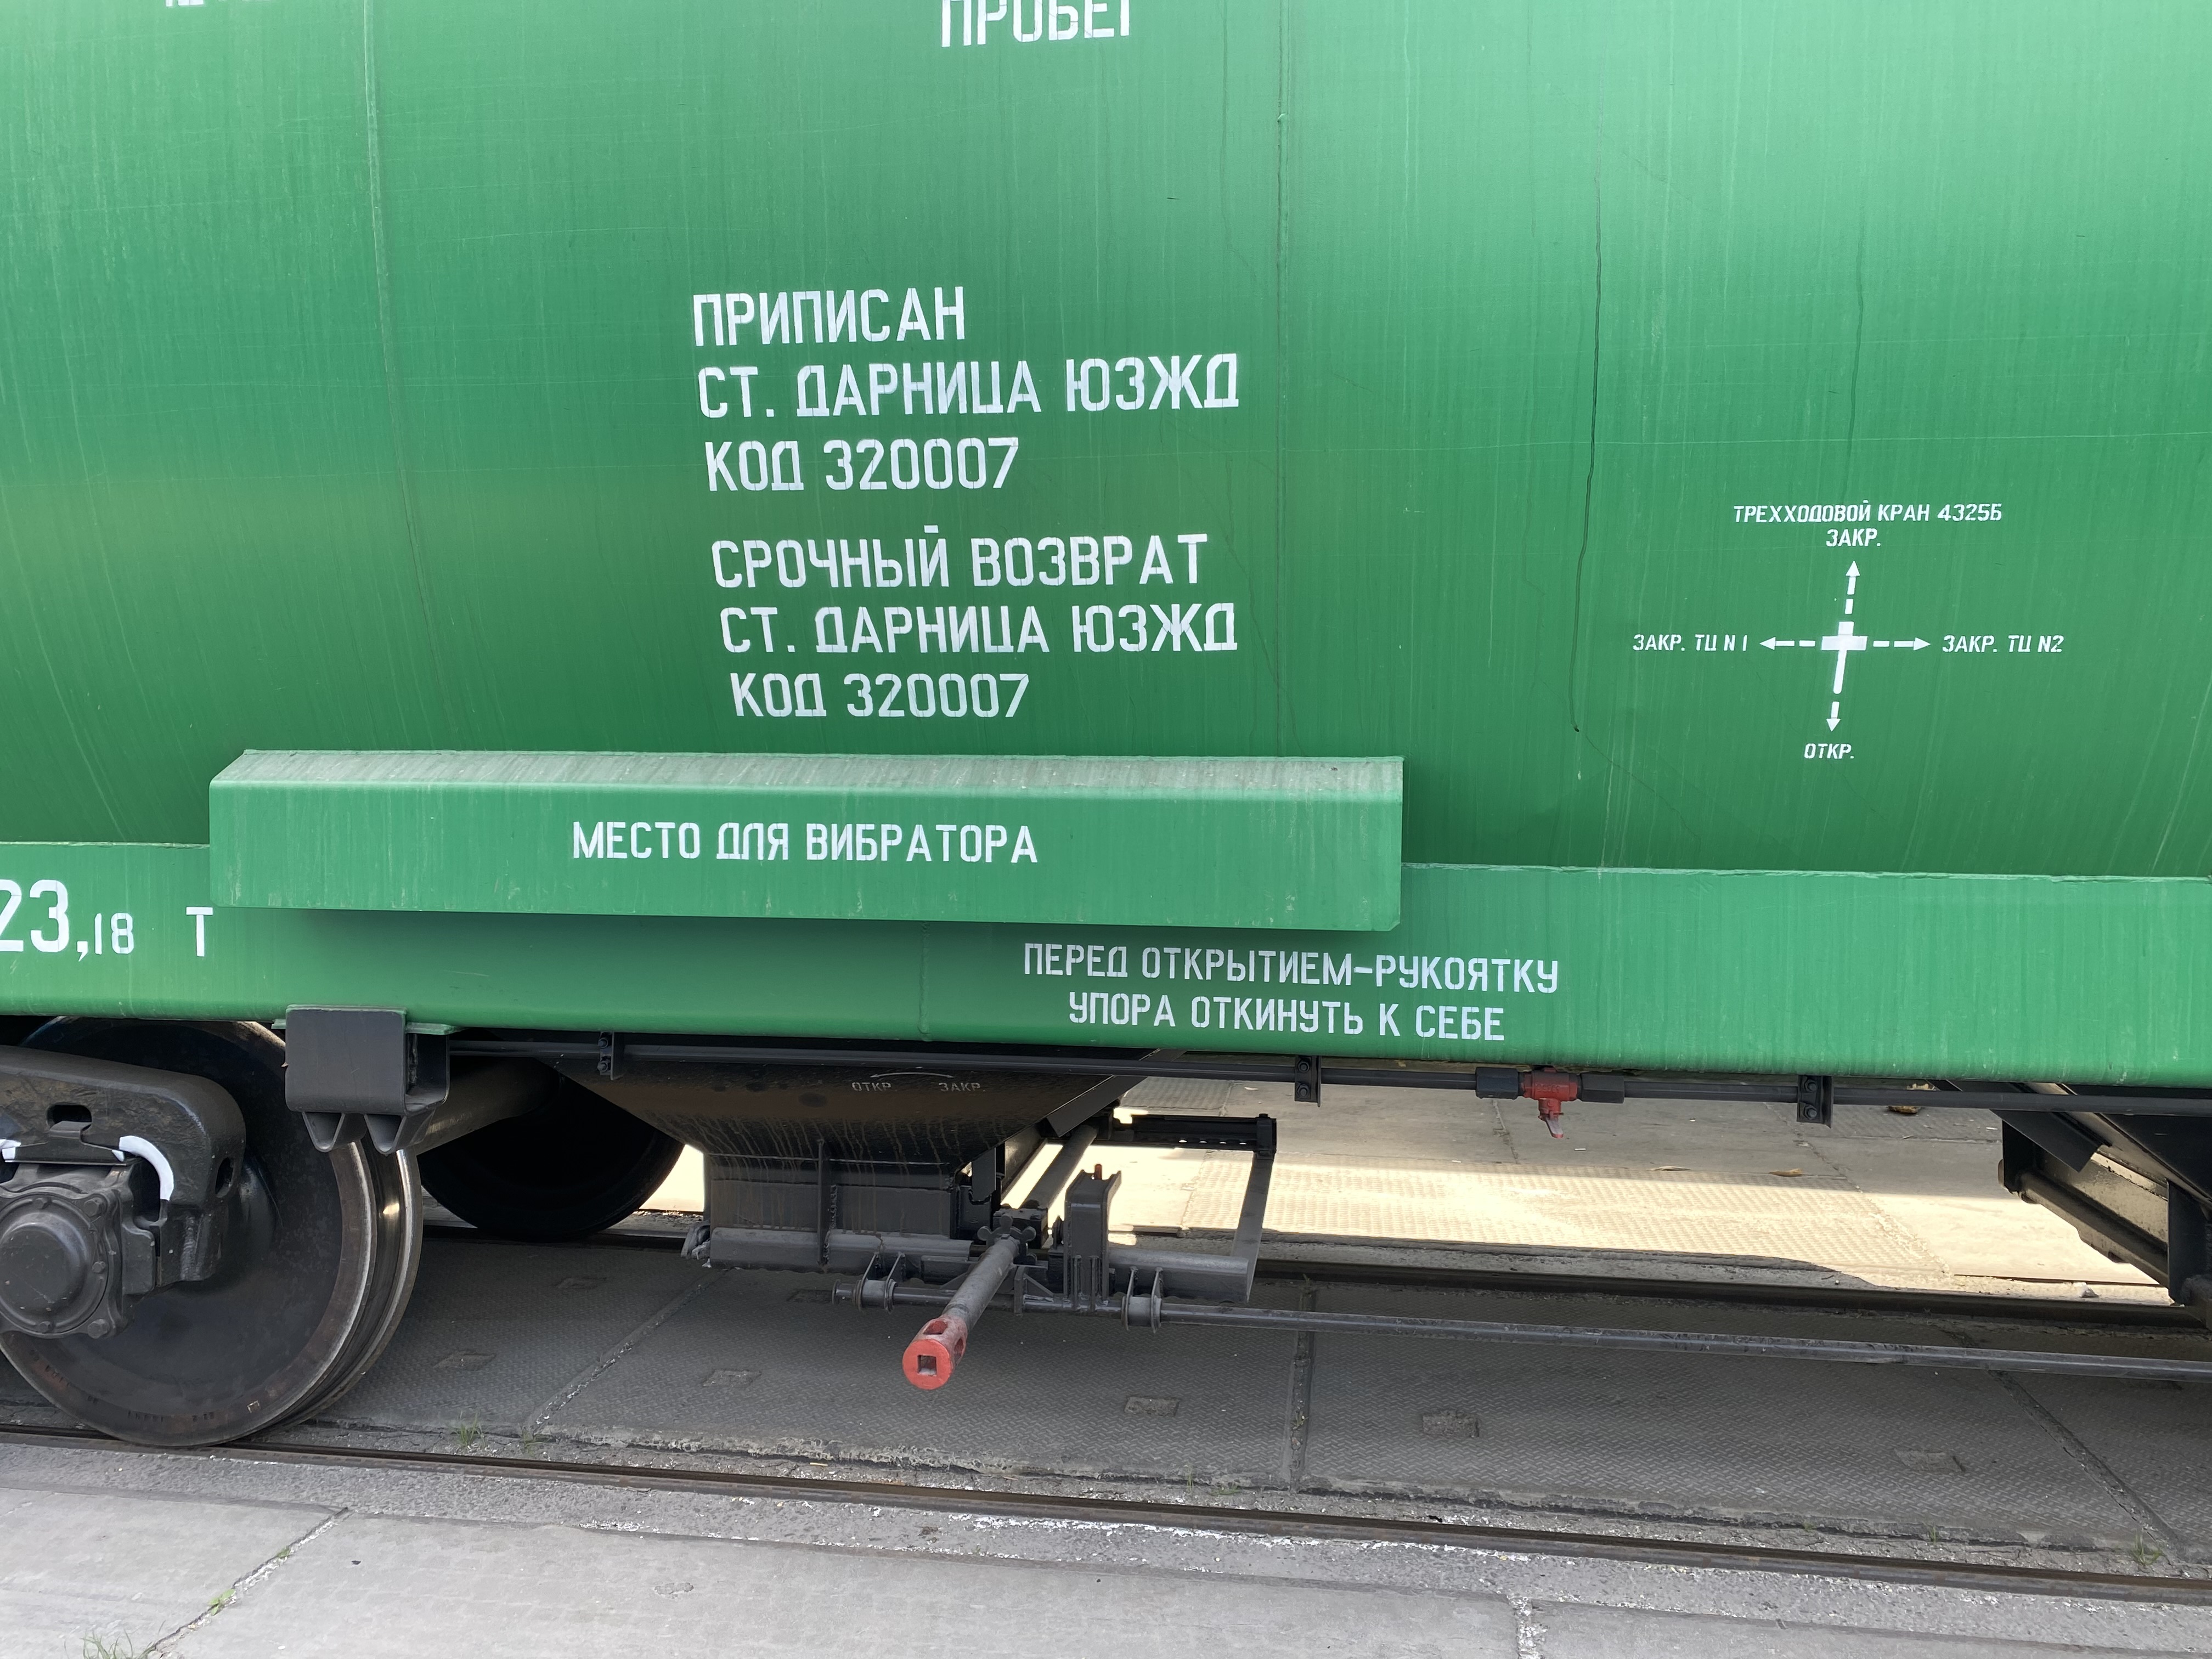 ПРОБЕГ
ПРИПИСАН
СТ. ДАРНИЦА ЮЗЖД
КОД 320007
СРОЧНЫЙ ВОЗВРАТ
СТ. ДАРНИЦА ЮЗЖД
КОД 320007
ТРЕХХОДОВОЙ КРАН 4325Б
ЗАКР.
ЗАКР. ТЦ N1 ЗАКР. ТЦ N2
ОТКР.
МЕСТО ДЛЯ ВИБРАТОРА
23,18 Т
ПЕРЕД ОТКРЫТИЕМ-РУКОЯТКУ
УПОРА ОТКИНУТЬ К СЕБЕ
ОТКР. ЗАКР.